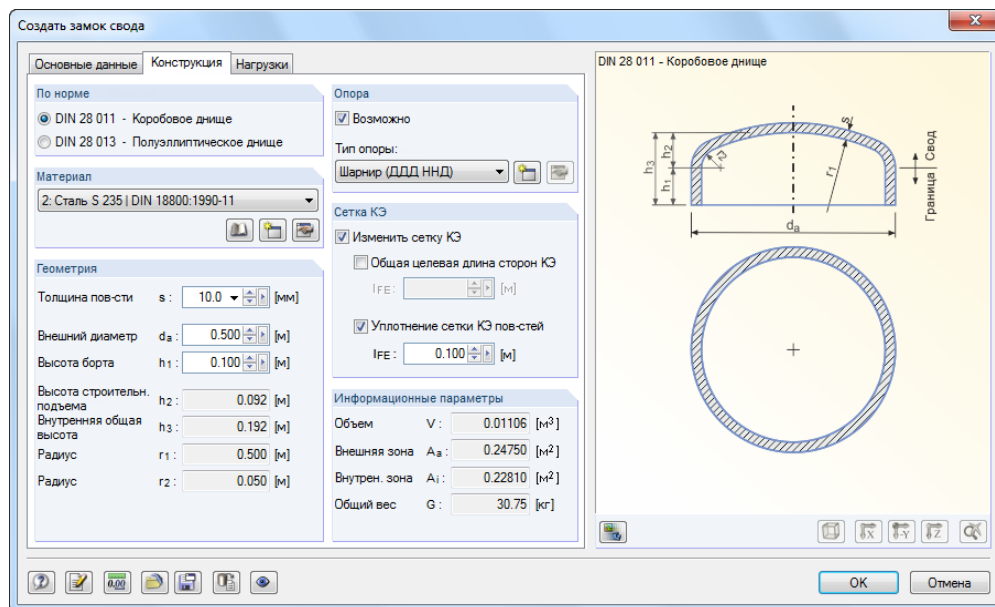 Создать замок свода
Основные данные
Конструкция
Нагрузки
По норме
DIN 28 011 - Коробовое днище
DIN 28 013 - Полуэллиптическое днище
Материал
2: Сталь S 235 | DIN 18800:1990-11
Геометрия
Толщина пов-сти s : 10.0 [мм]
Внешний диаметр da : 0.500 [м]
Высота борта h1 : 0.100 [м]
Высота строительн.
подъема h2 : 0.092 [м]
Внутренняя общая
высота h3 : 0.192 [м]
Радиус r1 : 0.500 [м]
Радиус r2 : 0.050 [м]
Опора
Возможно
Тип опоры:
Шарнир (ДДД ННД)
Сетка КЭ
Изменить сетку КЭ
Общая целевая длина сторон КЭ
lFE : [м]
Уплотнение сетки КЭ пов-стей
lFE : 0.100 [м]
Информационные параметры
Объем V : 0.01106 [м3]
Внешняя зона Aa : 0.24750 [м2]
Внутрен. зона Ai : 0.22810 [м2]
Общий вес G : 30.75 [кг]
DIN 28 011 - Коробовое днище
s
h3
h2
h1
r2
r1
da
Граница | Свод
X
-Y
Z
0.00
OK
Отмена